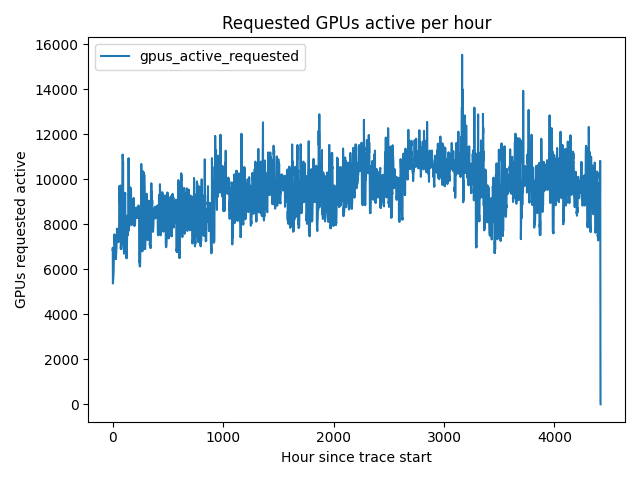 Requested GPUs active per hour
gpus_active_requested
GPUs requested active
16000
14000
12000
10000
8000
6000
4000
2000
0
0 1000 2000 3000 4000
Hour since trace start